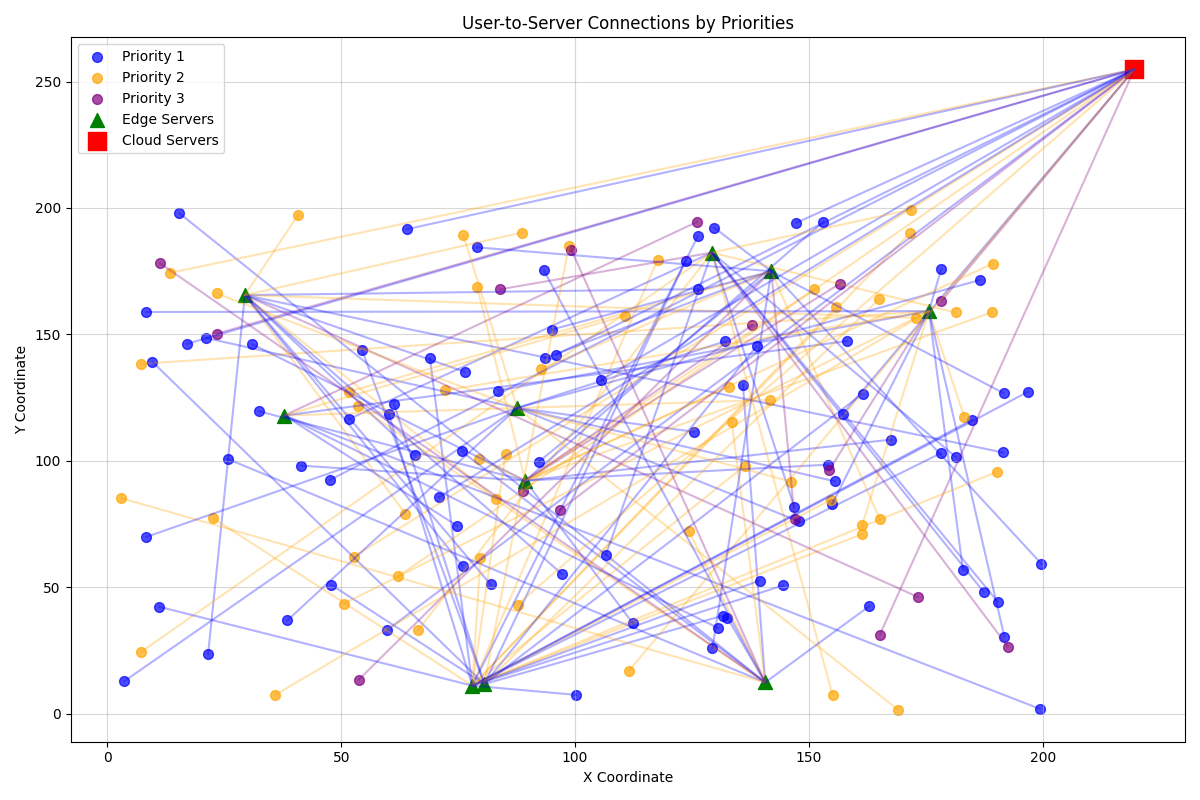 User-to-Server Connections by Priorities
Priority 1
Priority 2
Priority 3
Edge Servers
Cloud Servers
Y Coordinate
250
200
150
100
50
0
0 50 100 150 200
X Coordinate